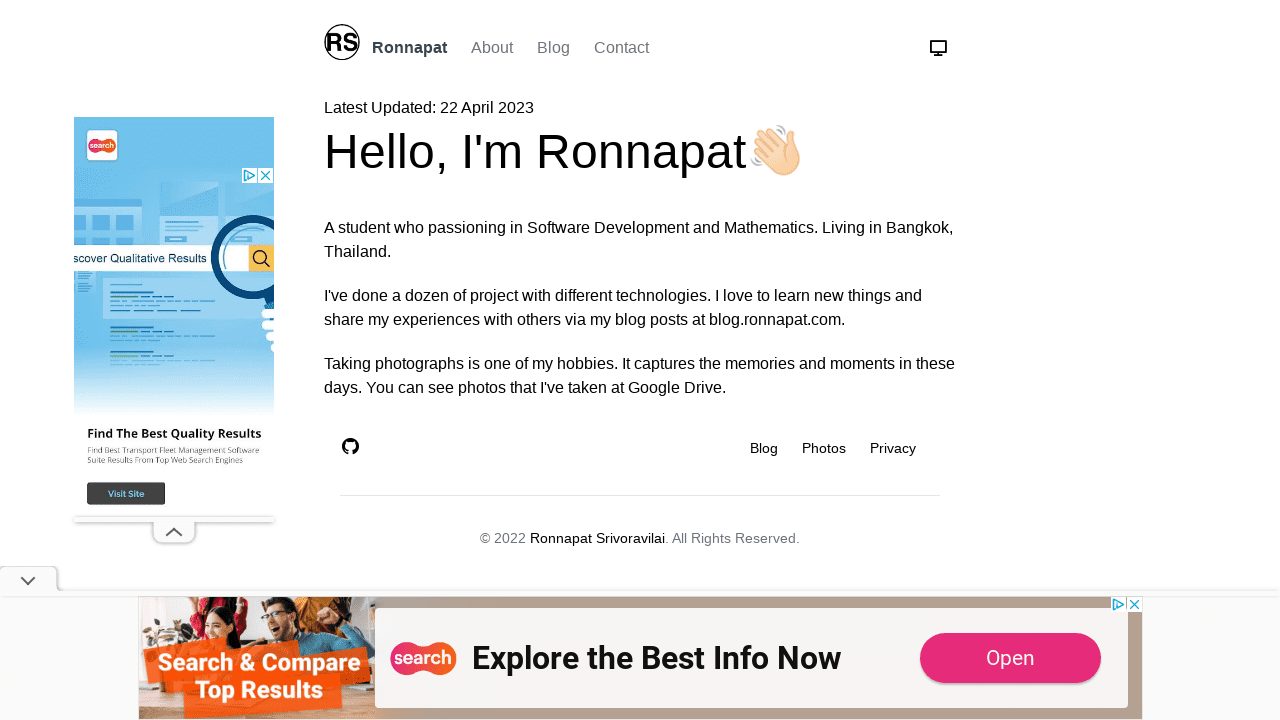 RS Ronnapat About Blog Contact
Latest Updated: 22 April 2023
Hello, I'm Ronnapat
A student who passioning in Software Development and Mathematics. Living in Bangkok,
Thailand.
I've done a dozen of project with different technologies. I love to learn new things and
share my experiences with others via my blog posts at blog.ronnapat.com.
Taking photographs is one of my hobbies. It captures the memories and moments in these
days. You can see photos that I've taken at Google Drive.
Blog Photos Privacy
© 2022 Ronnapat Srivoravilai. All Rights Reserved.
search
scover Qualitative Results
Find The Best Quality Results
Find Best Transport Fleet Management Software
Suite Results From Top Web Search Engines
Visit Site
Search & Compare
Top Results
search
Explore the Best Info Now
Open